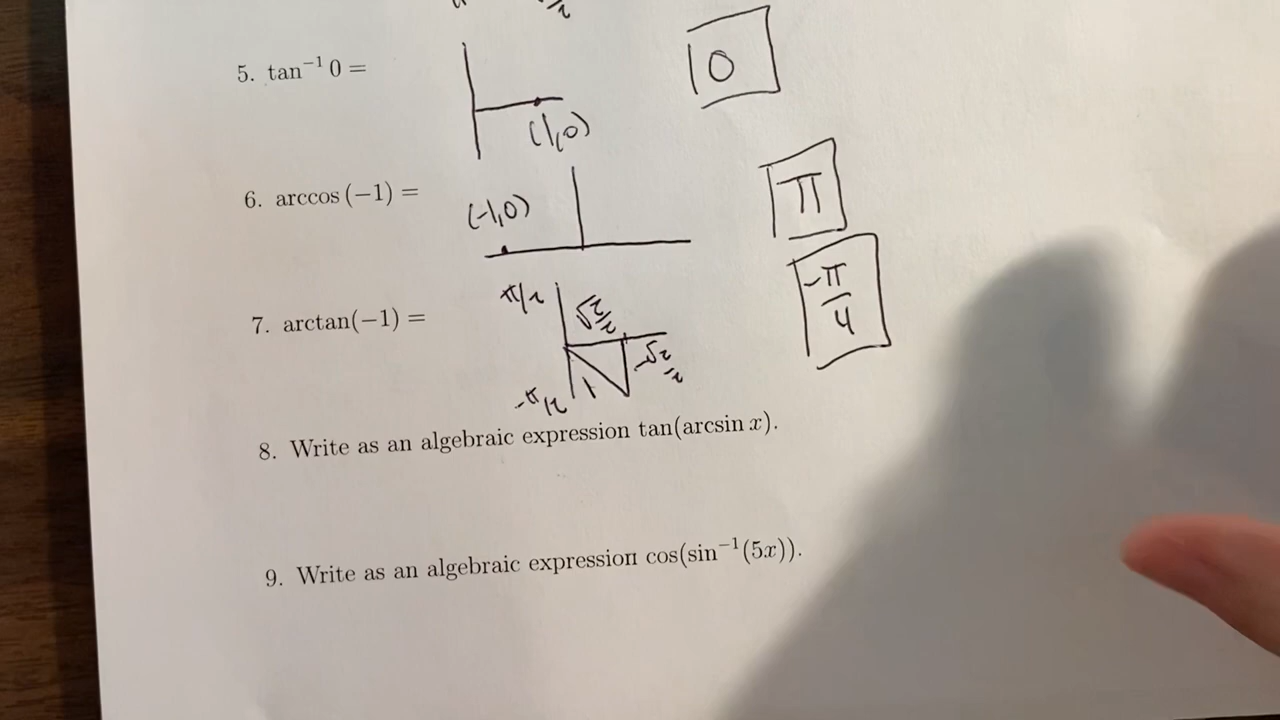 5. tan⁻¹ 0 =
(1,0)
0
6. arccos (−1) =
(-1,0)
π
7. arctan(−1) =
π/2
√2/2
-√2/2
1
-π/2
-π/4
8. Write as an algebraic expression tan(arcsin x).
9. Write as an algebraic expression cos(sin⁻¹(5x)).